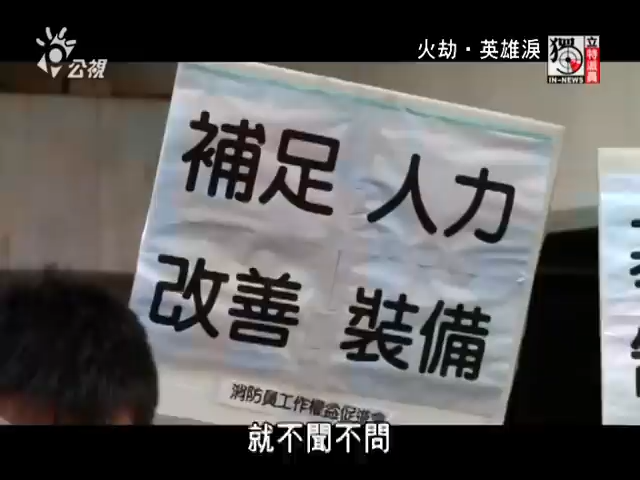 公視
火劫・英雄淚
獨
立特派員
IN-NEWS
補足 人力
改善 裝備
消防員工作權益促進會
就不聞不問